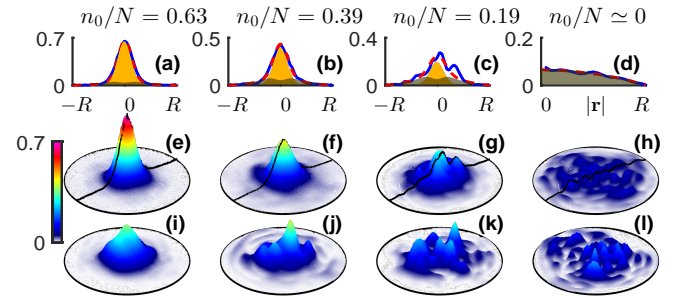 n₀/N = 0.63 n₀/N = 0.39 n₀/N = 0.19 n₀/N ≃ 0
0.7 (a) 0.5 (b) 0.4 (c) 0.2 (d)
0 0 0 0
−R 0 R −R 0 R −R 0 R 0 |r| R
0.7 (e) (f) (g) (h)
0 (i) (j) (k) (l)